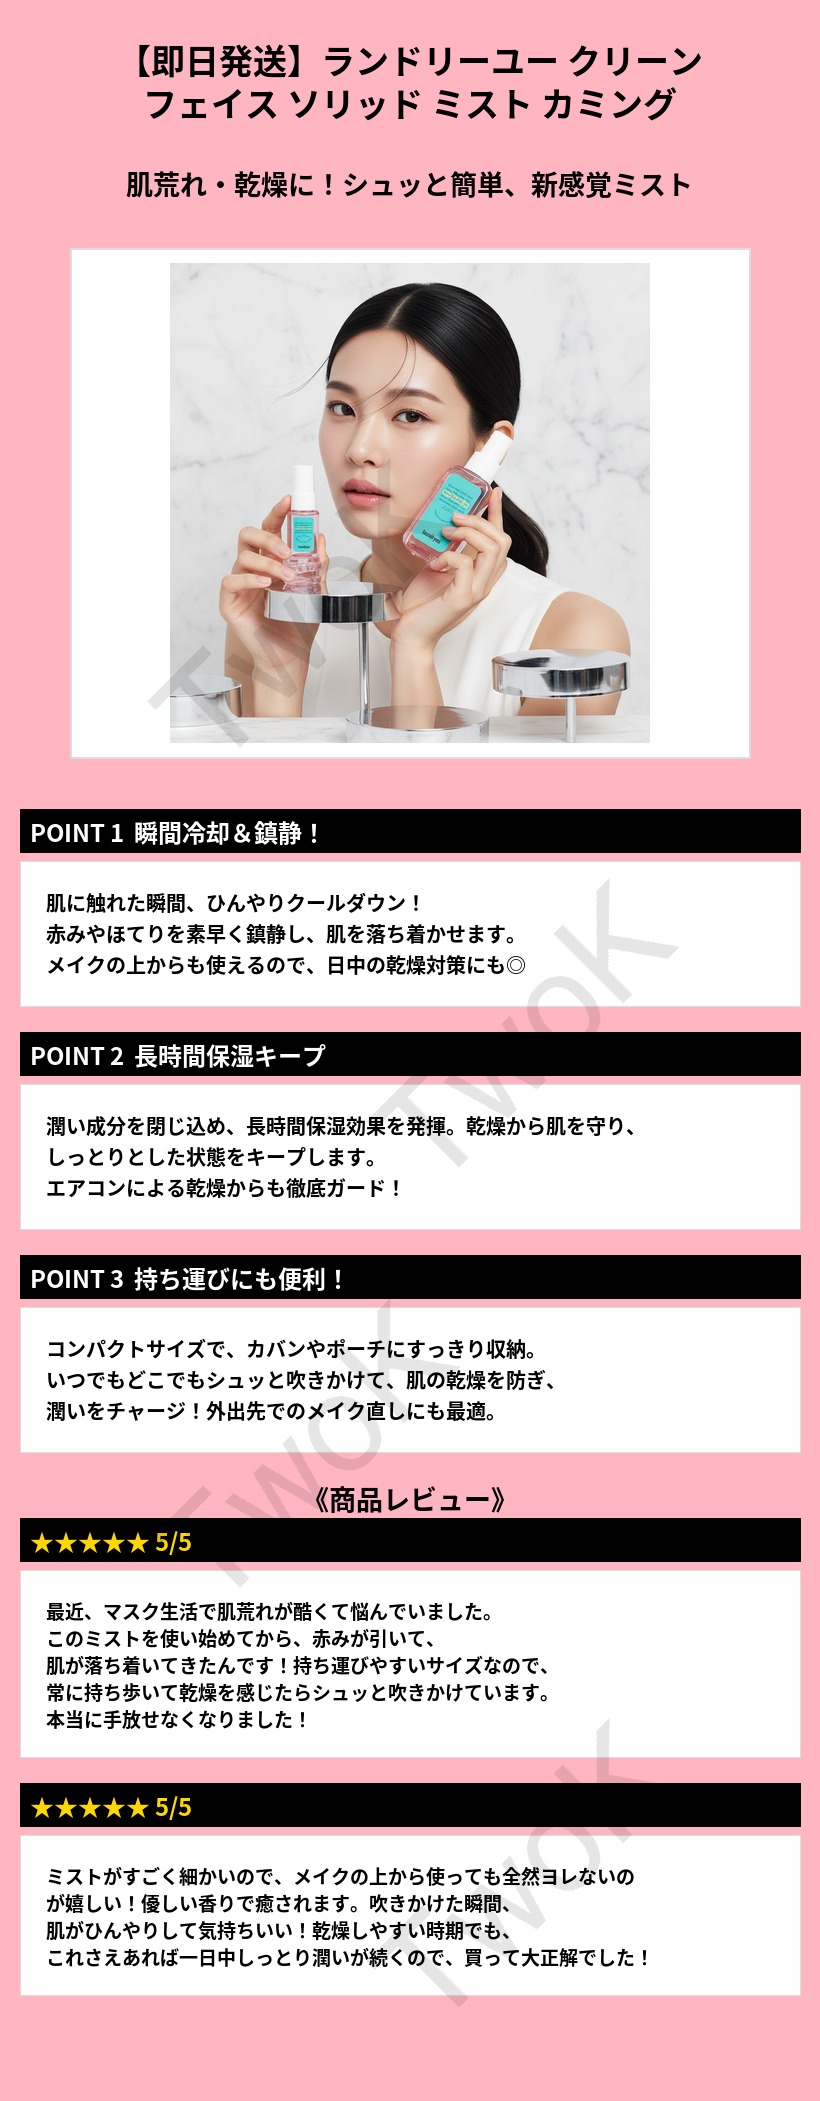 【即日発送】ランドリーユー クリーン
フェイス ソリッド ミスト カミング
肌荒れ・乾燥に！シュッと簡単、新感覚ミスト
laundryou
TwoK
POINT 1 瞬間冷却＆鎮静！
肌に触れた瞬間、ひんやりクールダウン！
赤みやほてりを素早く鎮静し、肌を落ち着かせます。
メイクの上からも使えるので、日中の乾燥対策にも◎
TwoK
POINT 2 長時間保湿キープ
潤い成分を閉じ込め、長時間保湿効果を発揮。乾燥から肌を守り、
しっとりとした状態をキープします。
エアコンによる乾燥からも徹底ガード！
POINT 3 持ち運びにも便利！
コンパクトサイズで、カバンやポーチにすっきり収納。
いつでもどこでもシュッと吹きかけて、肌の乾燥を防ぎ、
潤いをチャージ！外出先でのメイク直しにも最適。
TwoK
《商品レビュー》
★★★★★ 5/5
最近、マスク生活で肌荒れが酷くて悩んでいました。
このミストを使い始めてから、赤みが引いて、
肌が落ち着いてきたんです！持ち運びやすいサイズなので、
常に持ち歩いて乾燥を感じたらシュッと吹きかけています。
本当に手放せなくなりました！
★★★★★ 5/5
ミストがすごく細かいので、メイクの上から使っても全然ヨレないの
が嬉しい！優しい香りで癒されます。吹きかけた瞬間、
肌がひんやりして気持ちいい！乾燥しやすい時期でも、
これさえあれば一日中しっとり潤いが続くので、買って大正解でした！
TwoK